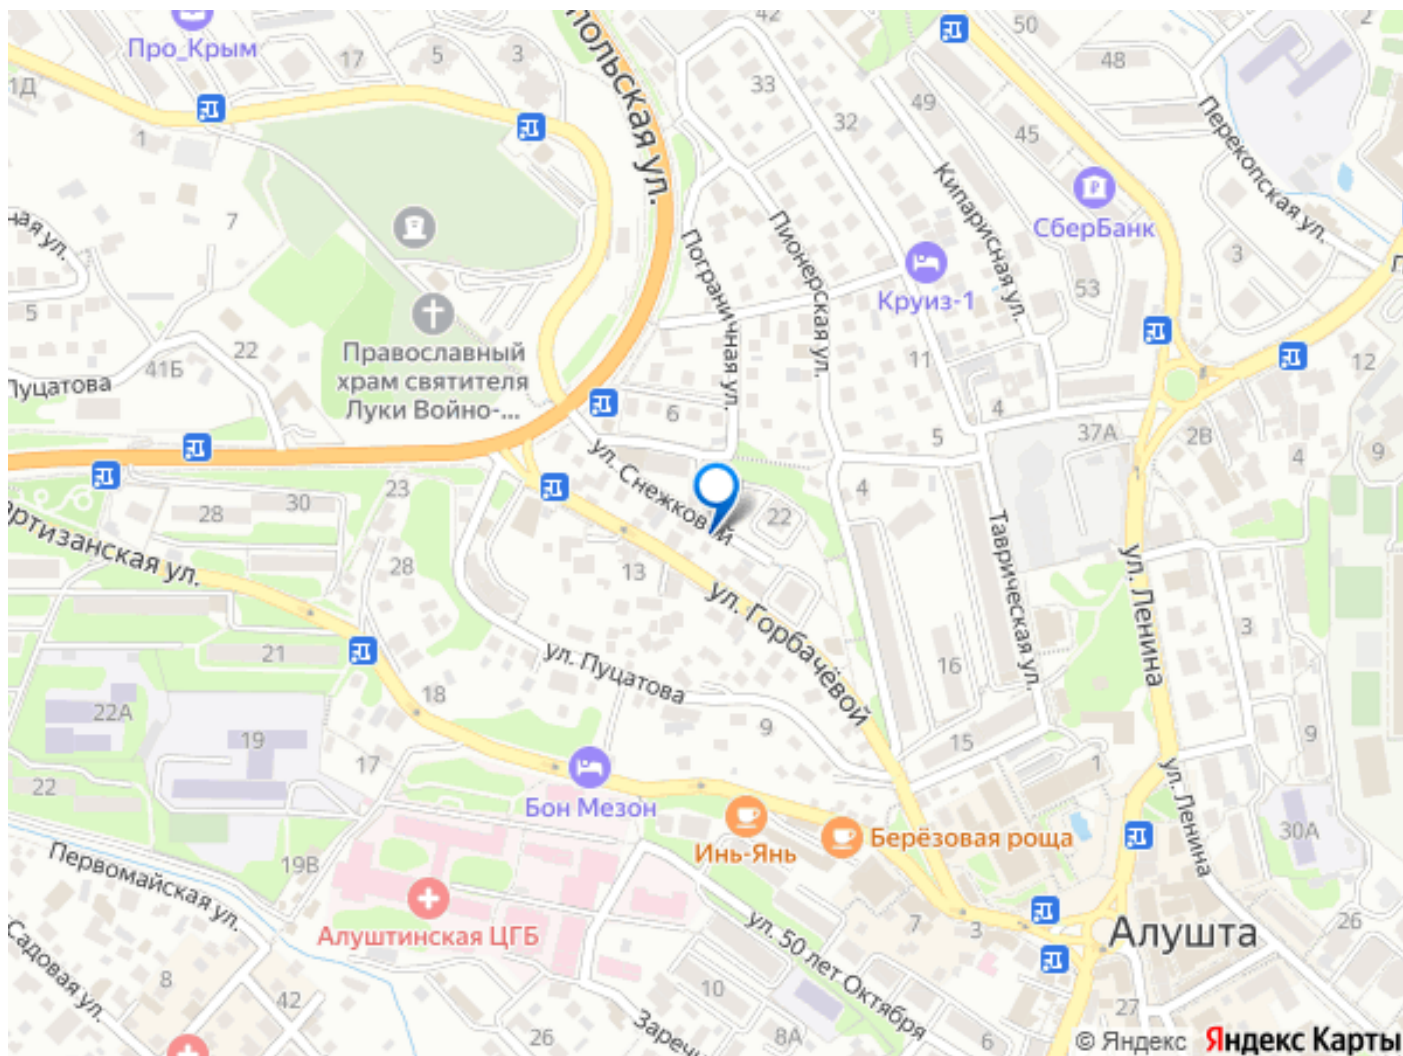 Про_Крым
17
5
3
42
50
48
2
1Д
33
49
45
32
1
7
5
22
41Б
Пуцатова
Православный
храм святителя
Луки Войно-...
польская ул.
Пограничная ул.
Пионерская ул.
Кипарисная ул.
Перекопская ул.
СберБанк
Круиз-1
53
3
11
12
4
5
37А
2В
4
9
6
ул. Снежковой
22
4
23
30
28
28
13
ул. Горбачёвой
Таврическая ул.
ул. Ленина
3
16
21
22А
19
18
17
22
ул. Пуцатова
9
15
1
9
Бон Мезон
Инь-Янь
Берёзовая роща
ул. Ленина
30А
19В
Первомайская ул.
Алуштинская ЦГБ
Садовая ул.
8
42
ул. 50 лет Октября
7
3
Алушта
26
10
26
8А
6
27
© Яндекс Яндекс Карты